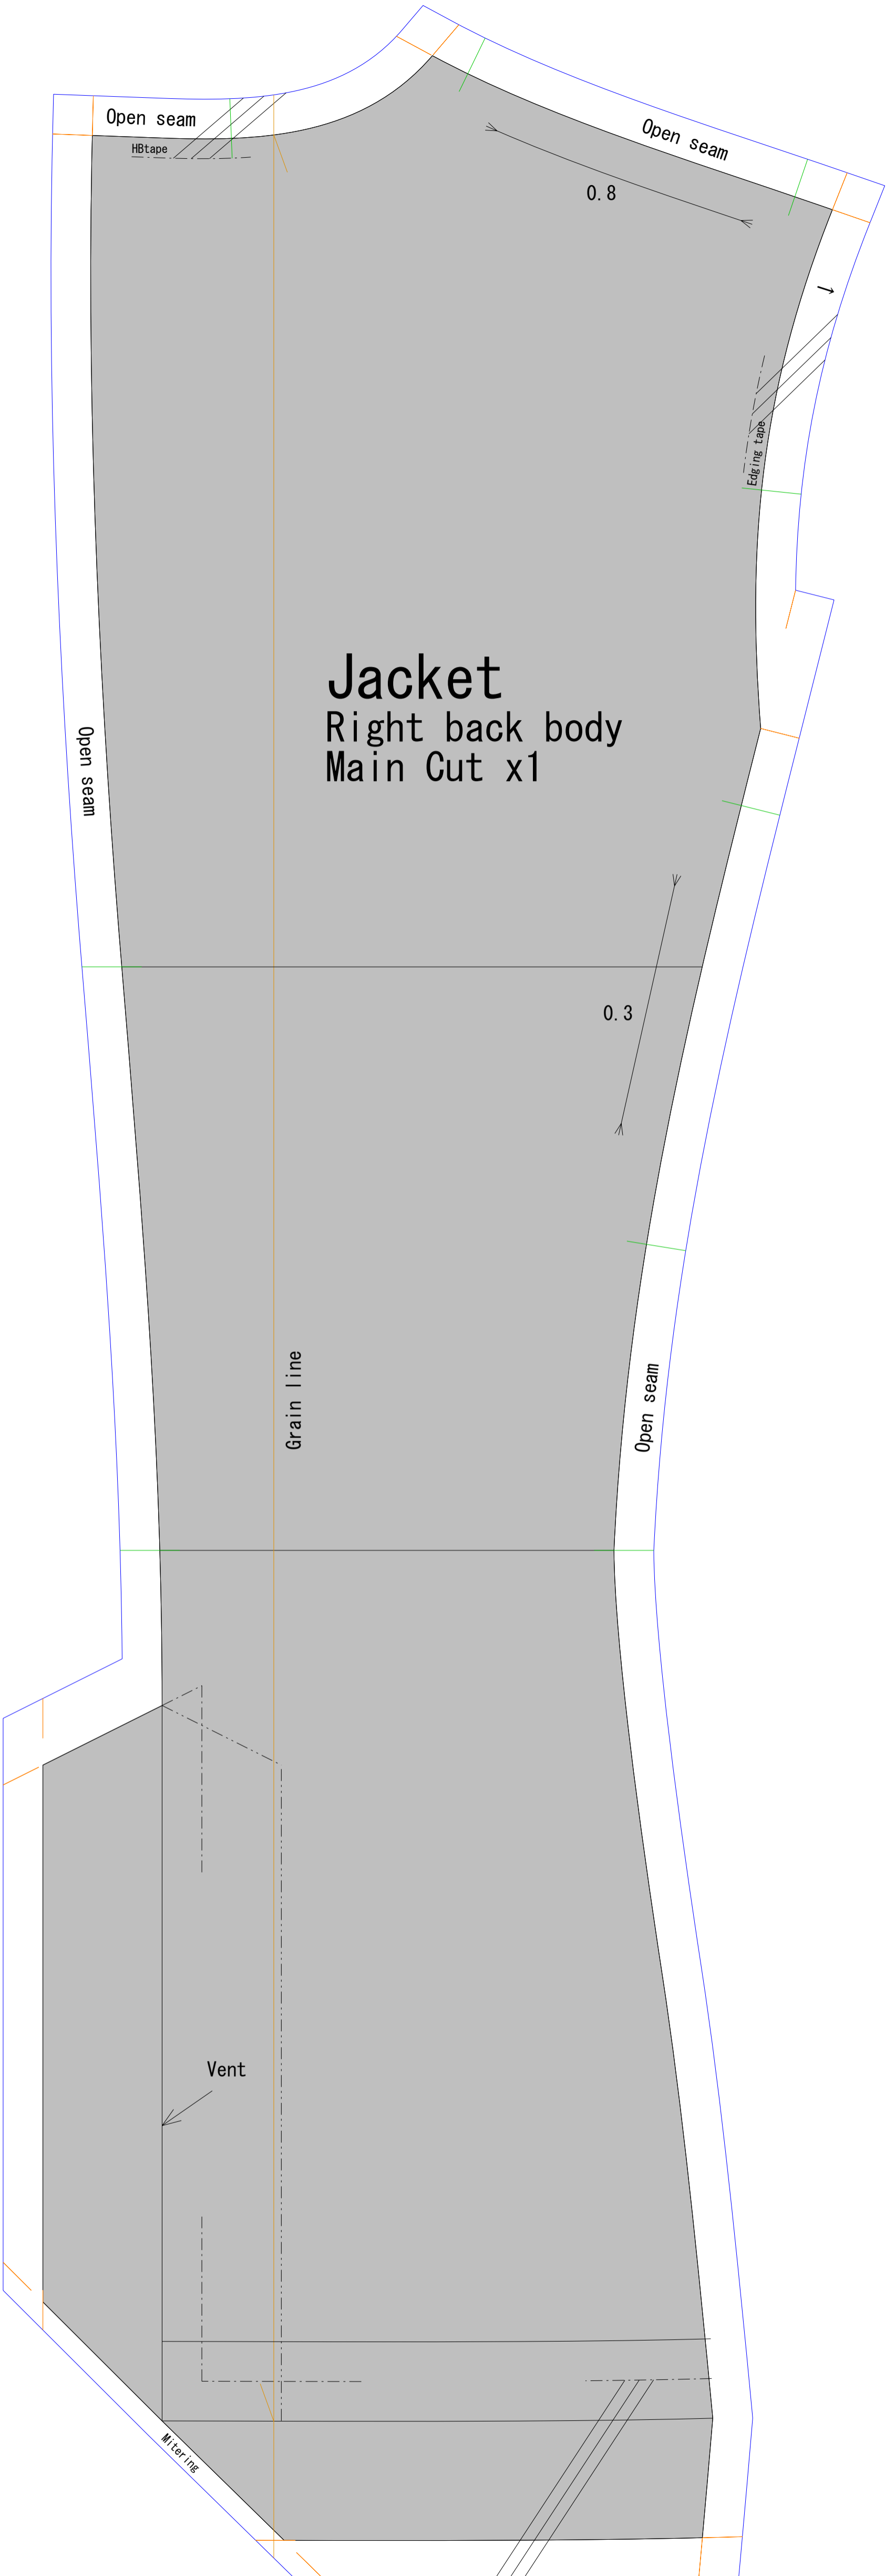 Open seam
HBtape
Open seam
0.8
↑
Edging tape
Jacket
Right back body
Main Cut x1
Open seam
0.3
Grain line
Open seam
Vent
Mitering